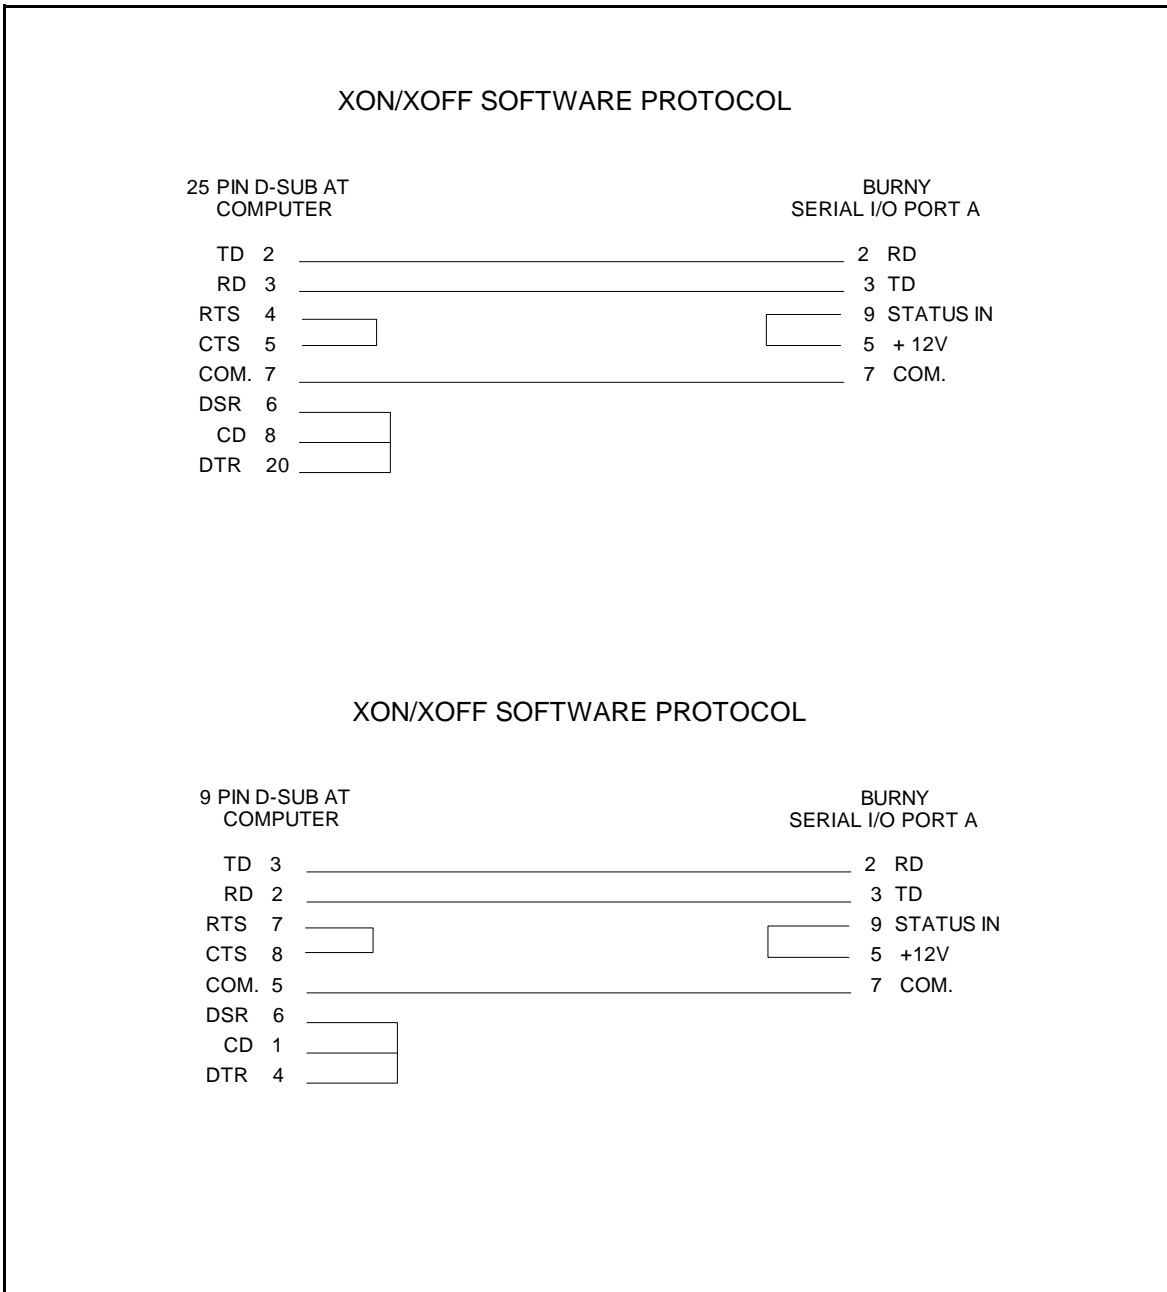 XON/XOFF SOFTWARE PROTOCOL
25 PIN D-SUB AT
COMPUTER
BURNY
SERIAL I/O PORT A
TD 2 2 RD
RD 3 3 TD
RTS 4 9 STATUS IN
CTS 5 5 + 12V
COM. 7 7 COM.
DSR 6
CD 8
DTR 20
XON/XOFF SOFTWARE PROTOCOL
9 PIN D-SUB AT
COMPUTER
BURNY
SERIAL I/O PORT A
TD 3 2 RD
RD 2 3 TD
RTS 7 9 STATUS IN
CTS 8 5 +12V
COM. 5 7 COM.
DSR 6
CD 1
DTR 4